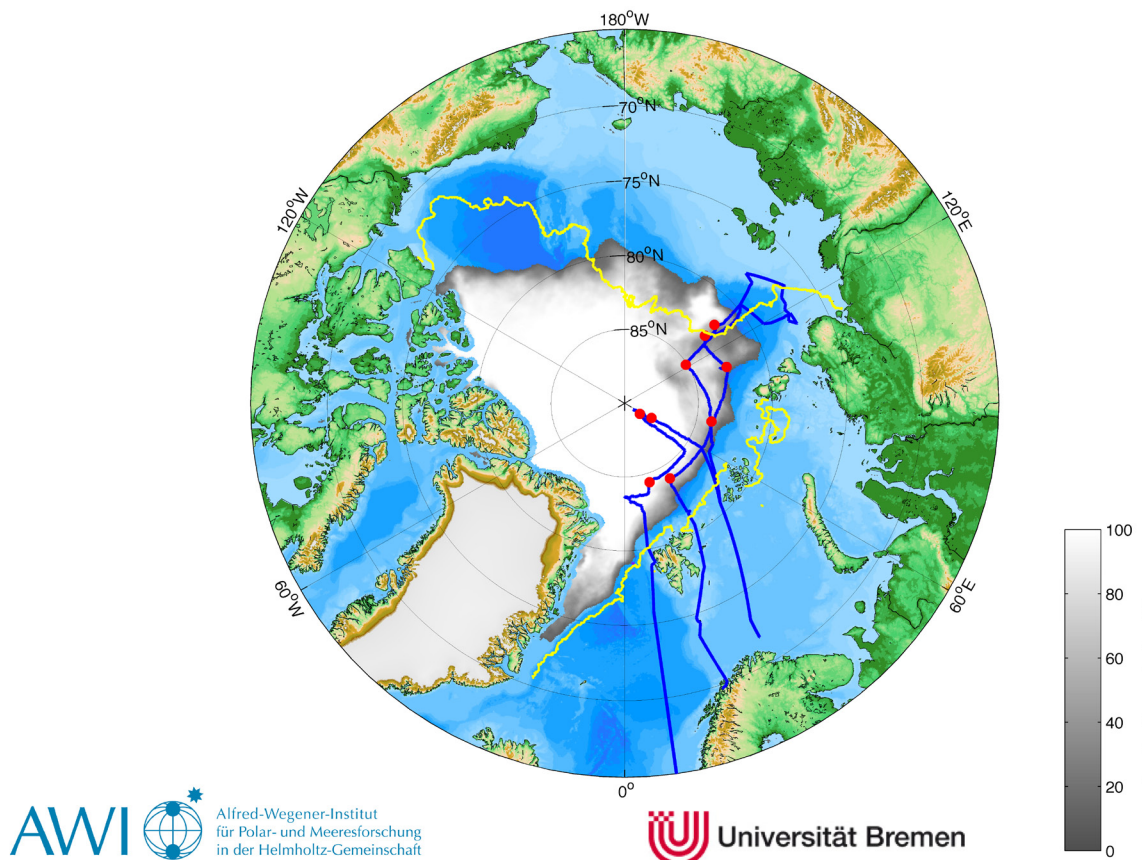 180°W
70°N
75°N
120°W
120°E
80°N
85°N
60°W
60°E
0°
100
80
60
40
20
0
AWI
Alfred-Wegener-Institut
für Polar- und Meeresforschung
in der Helmholtz-Gemeinschaft
Universität Bremen